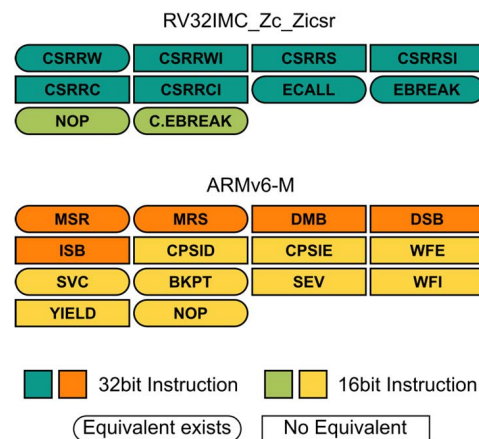 RV32IMC_Zc_Zicsr
CSRRW CSRRWI CSRRS CSRRSI
CSRRC CSRRCI ECALL EBREAK
NOP C.EBREAK
ARMv6-M
MSR MRS DMB DSB
ISB CPSID CPSIE WFE
SVC BKPT SEV WFI
YIELD NOP
32bit Instruction 16bit Instruction
Equivalent exists No Equivalent